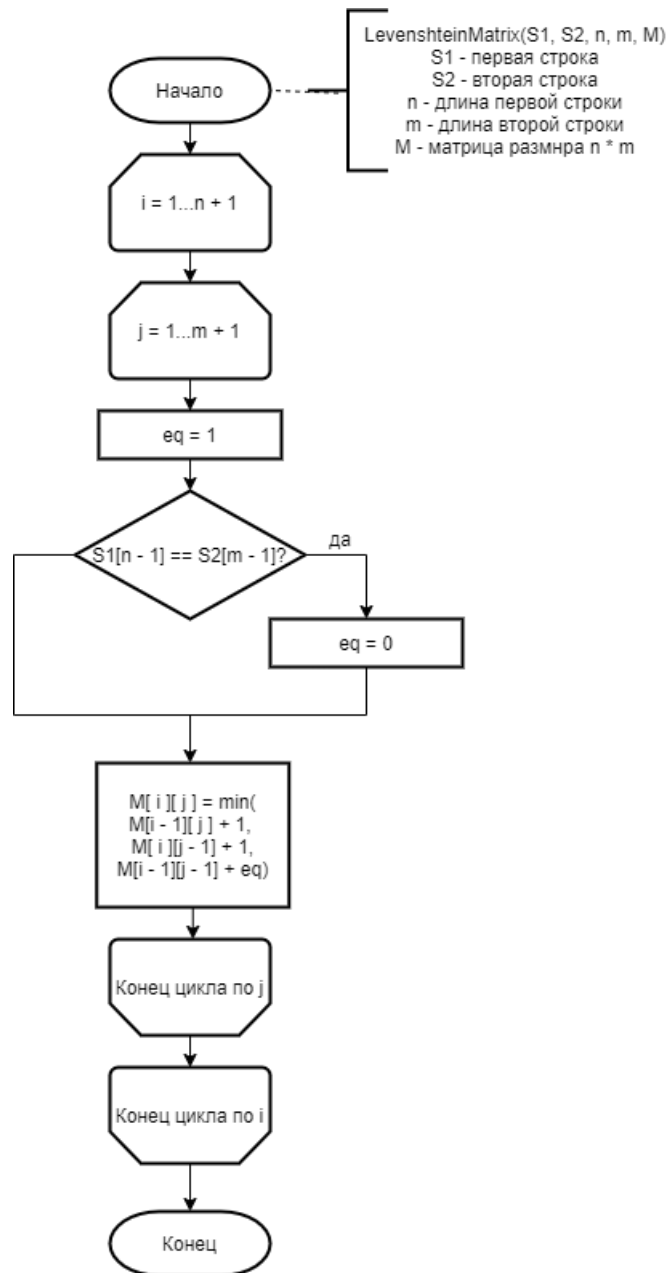 LevenshteinMatrix(S1, S2, n, m, M)
S1 - первая строка
S2 - вторая строка
n - длина первой строки
m - длина второй строки
M - матрица размнра n * m
Начало
i = 1...n + 1
j = 1...m + 1
eq = 1
S1[n - 1] == S2[m - 1]?
да
eq = 0
M[ i ][ j ] = min(
M[i - 1][ j ] + 1,
M[ i ][j - 1] + 1,
M[i - 1][j - 1] + eq)
Конец цикла по j
Конец цикла по i
Конец